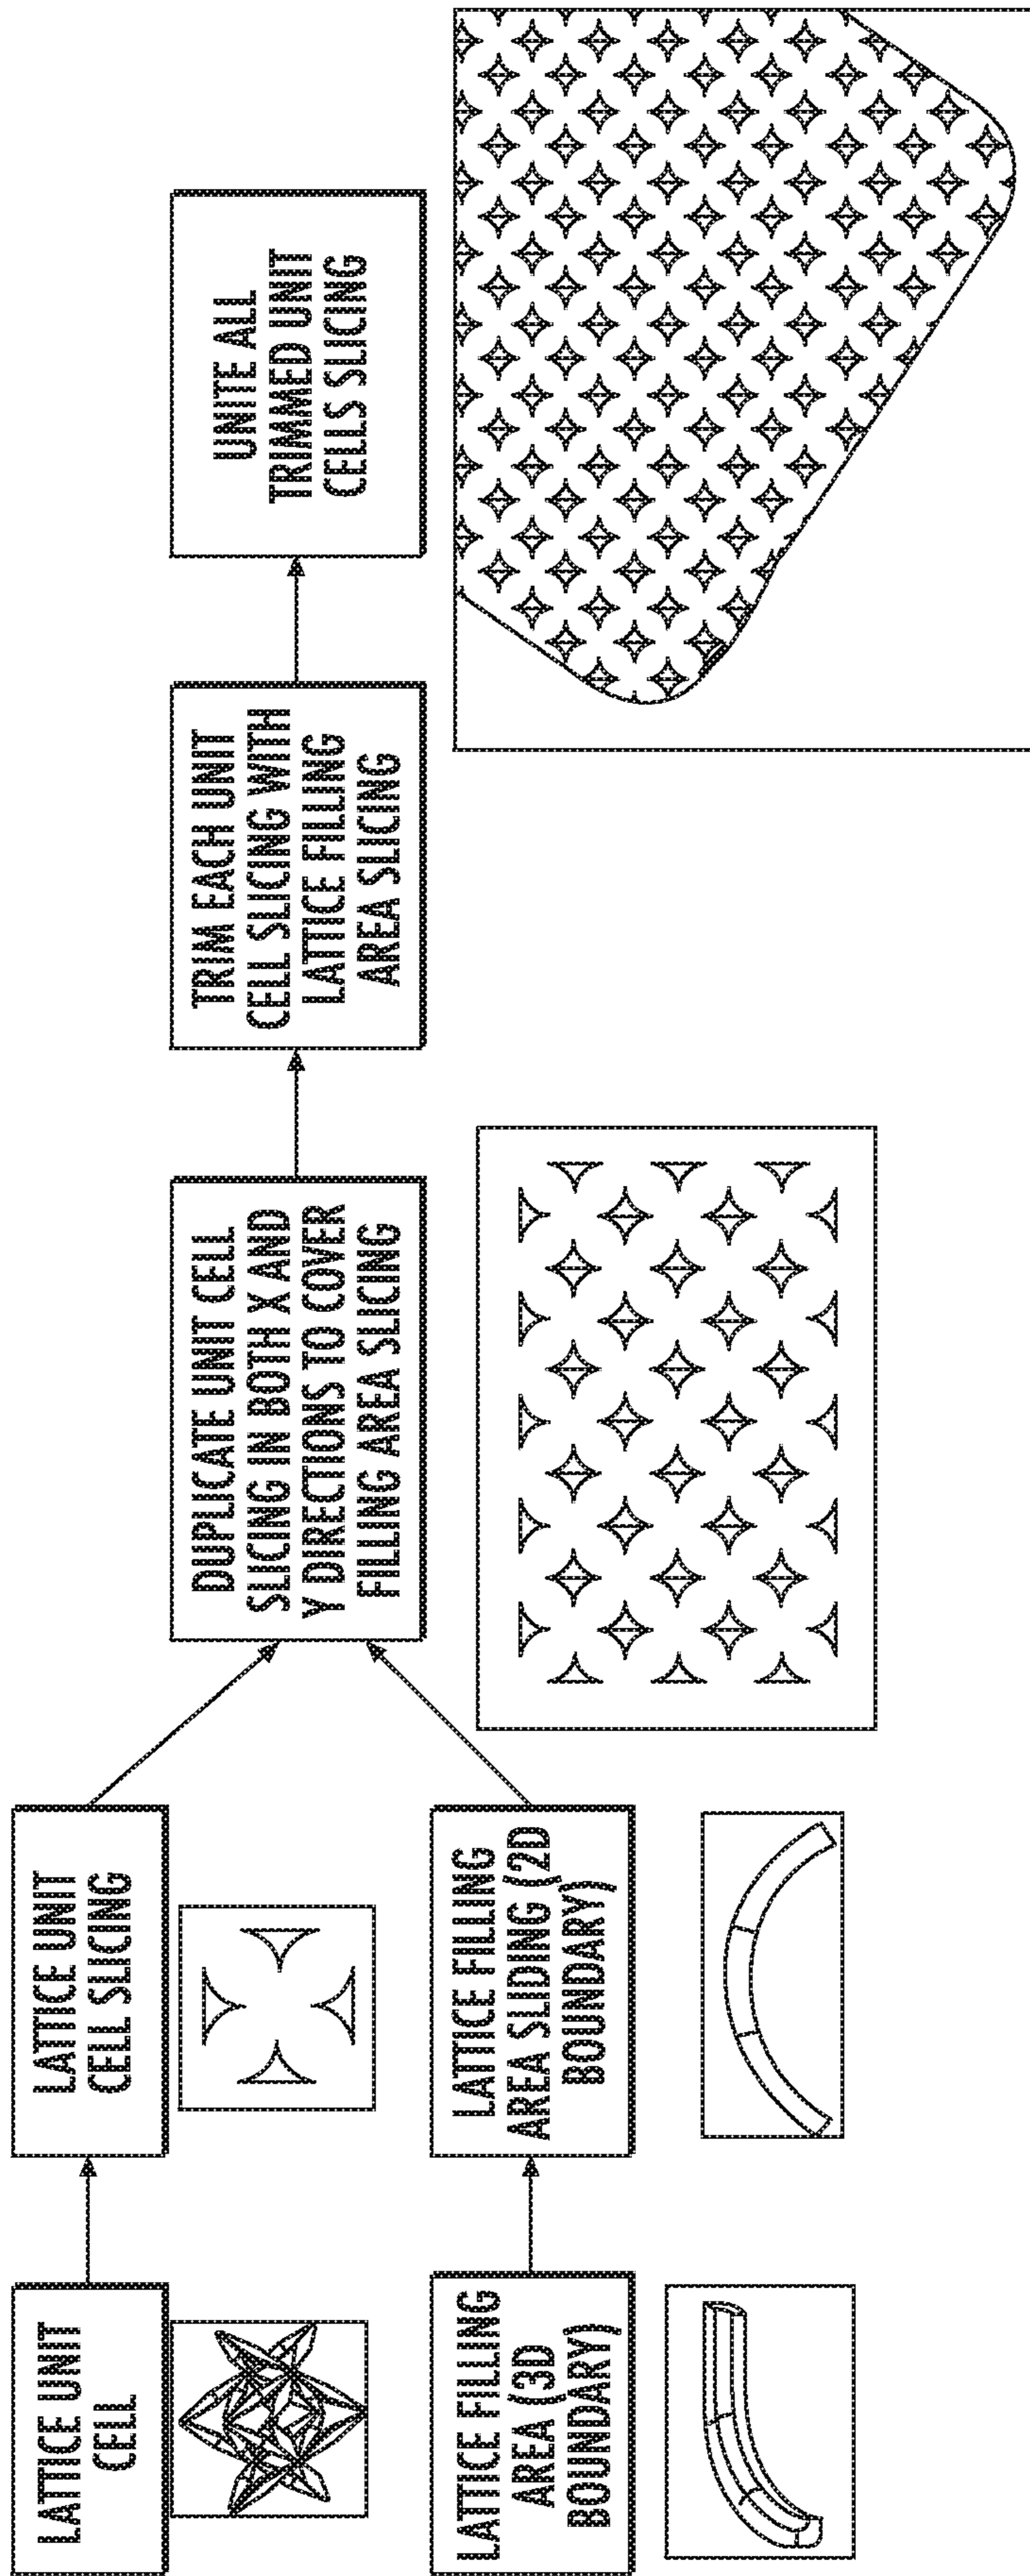 LATTICE UNIT
CELL
LATTICE UNIT
CELL SLICING
LATTICE FILLING
AREA (3D
BOUNDARY)
LATTICE FILLING
AREA SLIDING (2D
BOUNDARY)
DUPLICATE UNIT CELL
SLICING IN BOTH X AND
Y DIRECTIONS TO COVER
FILLING AREA SLICING
TRIM EACH UNIT
CELL SLICING WITH
LATTICE FILLING
AREA SLICING
UNITE ALL
TRIMMED UNIT
CELLS SLICING